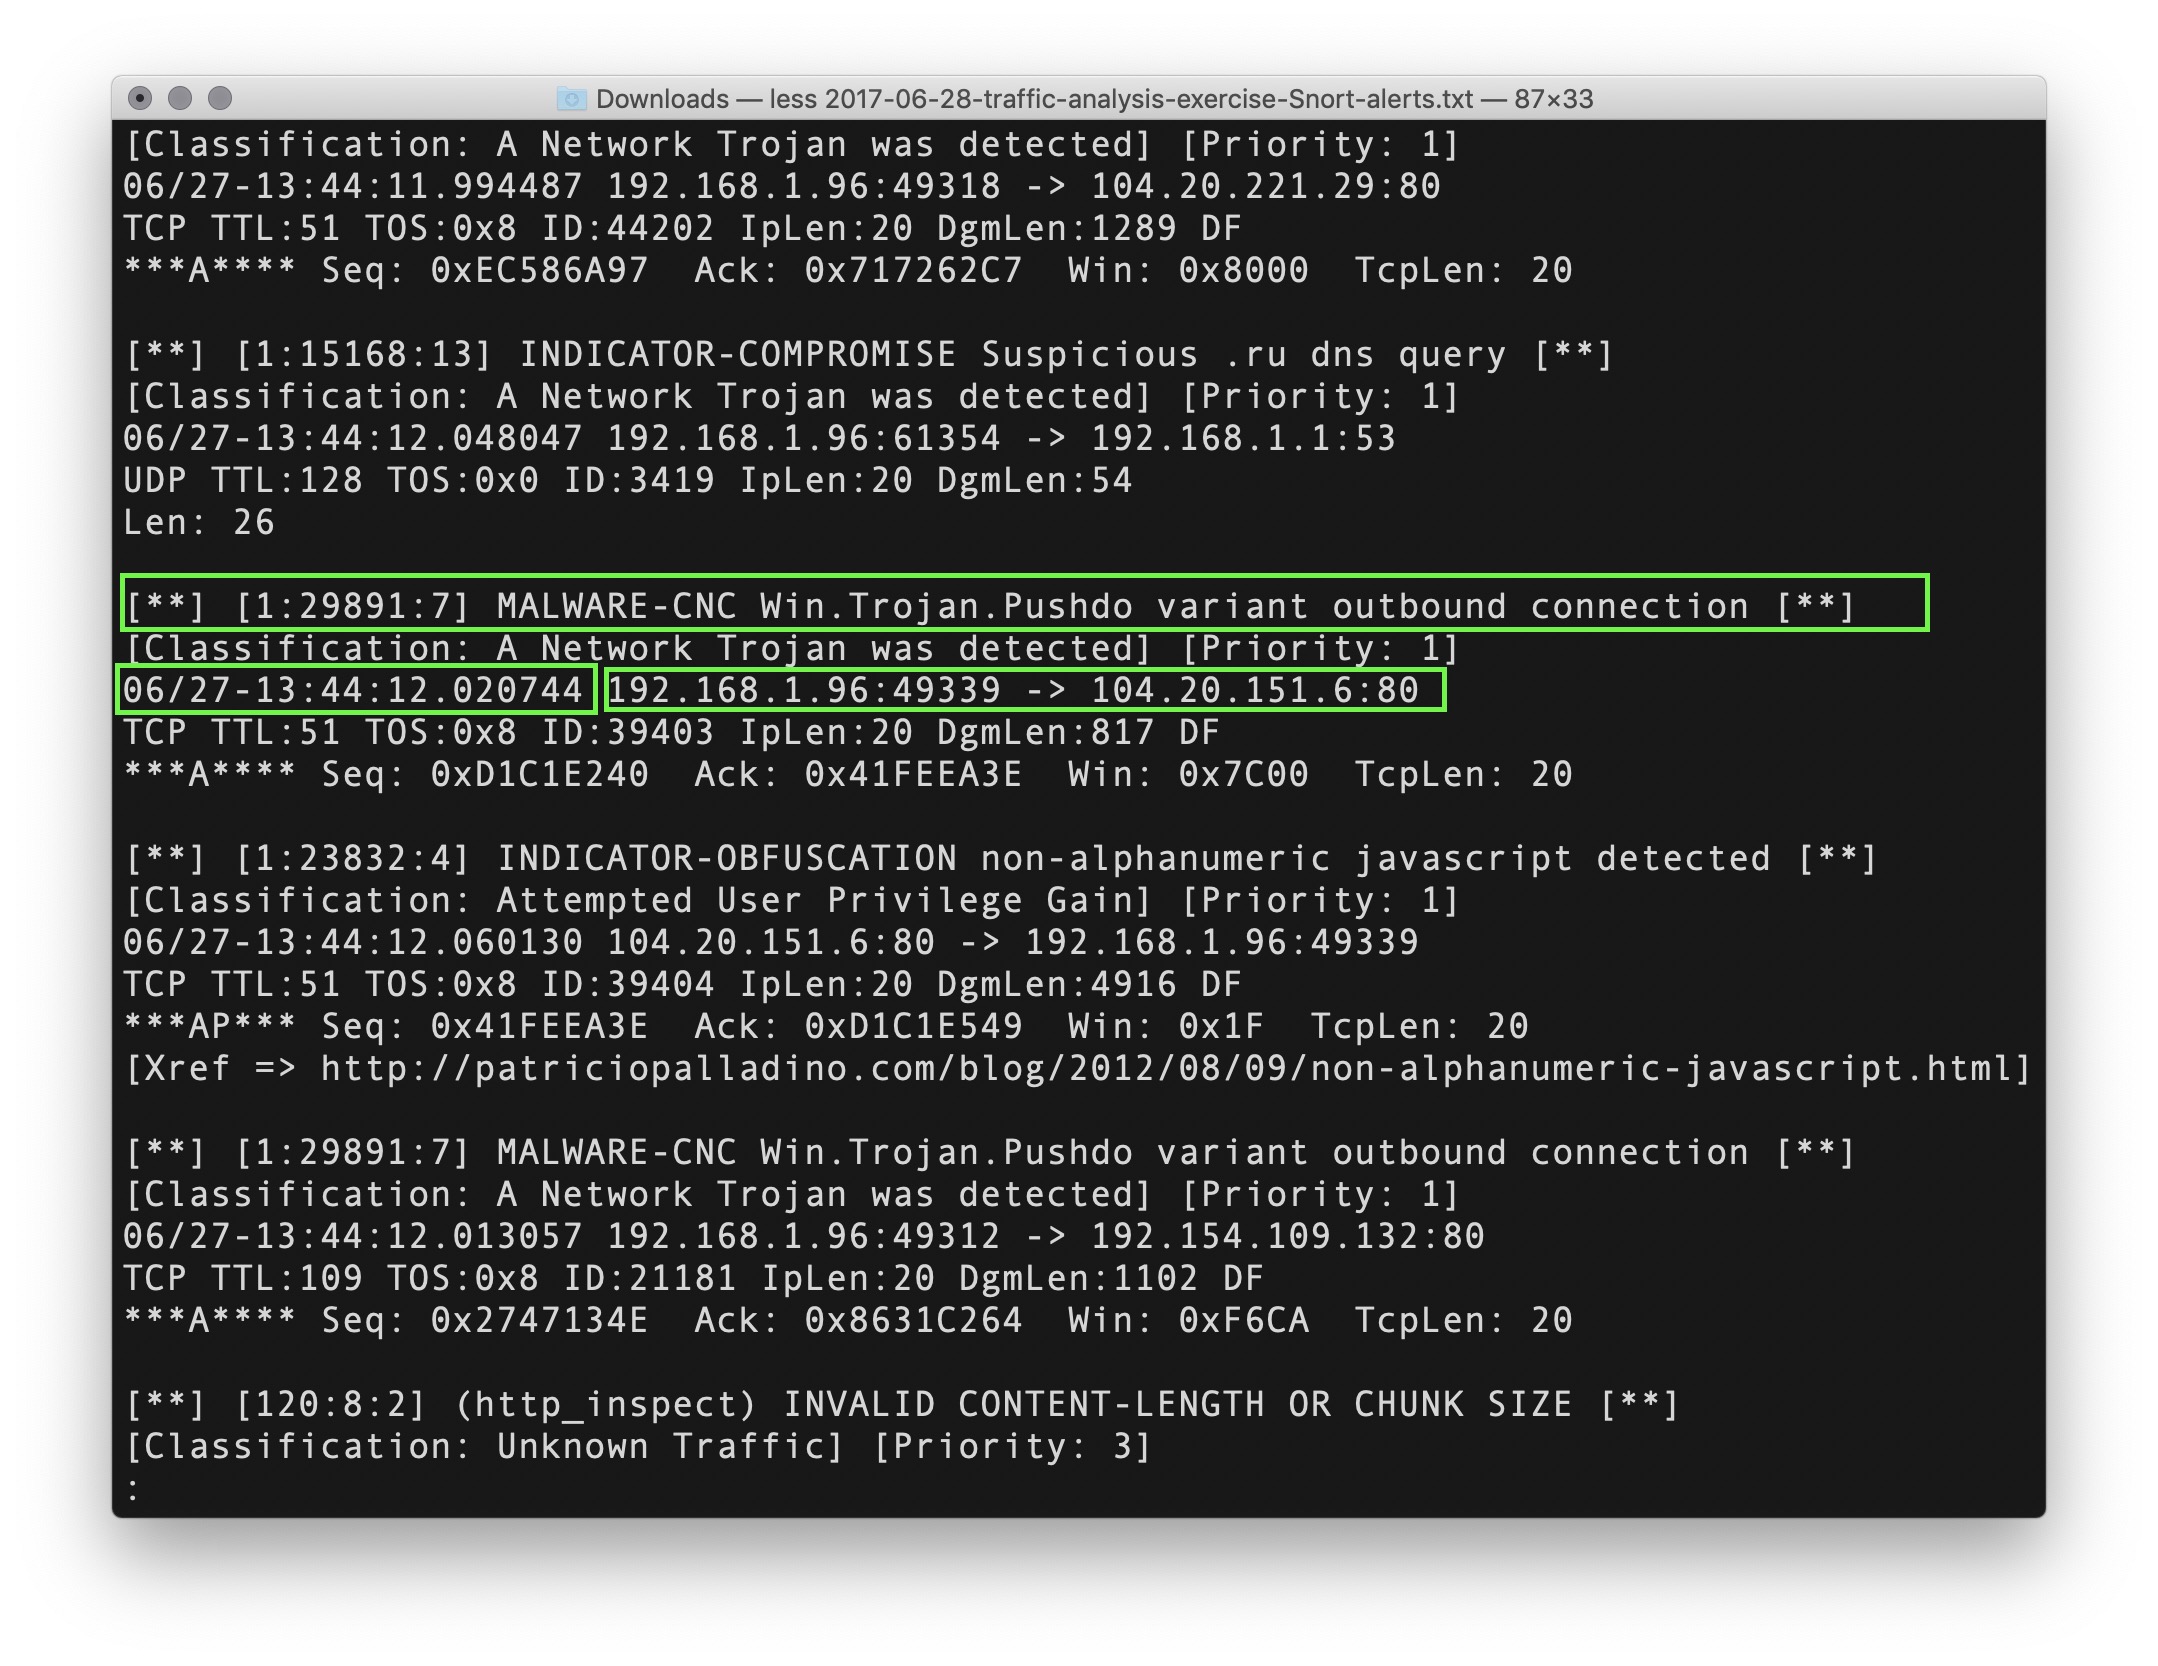 Downloads — less 2017-06-28-traffic-analysis-exercise-Snort-alerts.txt — 87×33
[Classification: A Network Trojan was detected] [Priority: 1]
06/27-13:44:11.994487 192.168.1.96:49318 -> 104.20.221.29:80
TCP TTL:51 TOS:0x8 ID:44202 IpLen:20 DgmLen:1289 DF
***A**** Seq: 0xEC586A97  Ack: 0x717262C7  Win: 0x8000  TcpLen: 20
[**] [1:15168:13] INDICATOR-COMPROMISE Suspicious .ru dns query [**]
[Classification: A Network Trojan was detected] [Priority: 1]
06/27-13:44:12.048047 192.168.1.96:61354 -> 192.168.1.1:53
UDP TTL:128 TOS:0x0 ID:3419 IpLen:20 DgmLen:54
Len: 26
[**] [1:29891:7] MALWARE-CNC Win.Trojan.Pushdo variant outbound connection [**]
[Classification: A Network Trojan was detected] [Priority: 1]
06/27-13:44:12.020744 192.168.1.96:49339 -> 104.20.151.6:80
TCP TTL:51 TOS:0x8 ID:39403 IpLen:20 DgmLen:817 DF
***A**** Seq: 0xD1C1E240  Ack: 0x41FEEA3E  Win: 0x7C00  TcpLen: 20
[**] [1:23832:4] INDICATOR-OBFUSCATION non-alphanumeric javascript detected [**]
[Classification: Attempted User Privilege Gain] [Priority: 1]
06/27-13:44:12.060130 104.20.151.6:80 -> 192.168.1.96:49339
TCP TTL:51 TOS:0x8 ID:39404 IpLen:20 DgmLen:4916 DF
***AP*** Seq: 0x41FEEA3E  Ack: 0xD1C1E549  Win: 0x1F  TcpLen: 20
[Xref => http://patriciopalladino.com/blog/2012/08/09/non-alphanumeric-javascript.html]
[**] [1:29891:7] MALWARE-CNC Win.Trojan.Pushdo variant outbound connection [**]
[Classification: A Network Trojan was detected] [Priority: 1]
06/27-13:44:12.013057 192.168.1.96:49312 -> 192.154.109.132:80
TCP TTL:109 TOS:0x8 ID:21181 IpLen:20 DgmLen:1102 DF
***A**** Seq: 0x2747134E  Ack: 0x8631C264  Win: 0xF6CA  TcpLen: 20
[**] [120:8:2] (http_inspect) INVALID CONTENT-LENGTH OR CHUNK SIZE [**]
[Classification: Unknown Traffic] [Priority: 3]
: